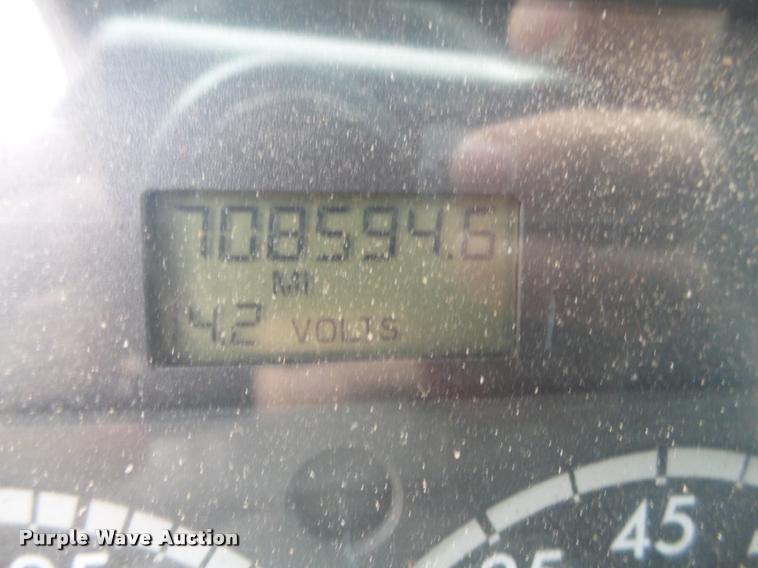 708594.6
MI
14.2 VOLTS
45
Purple Wave Auction